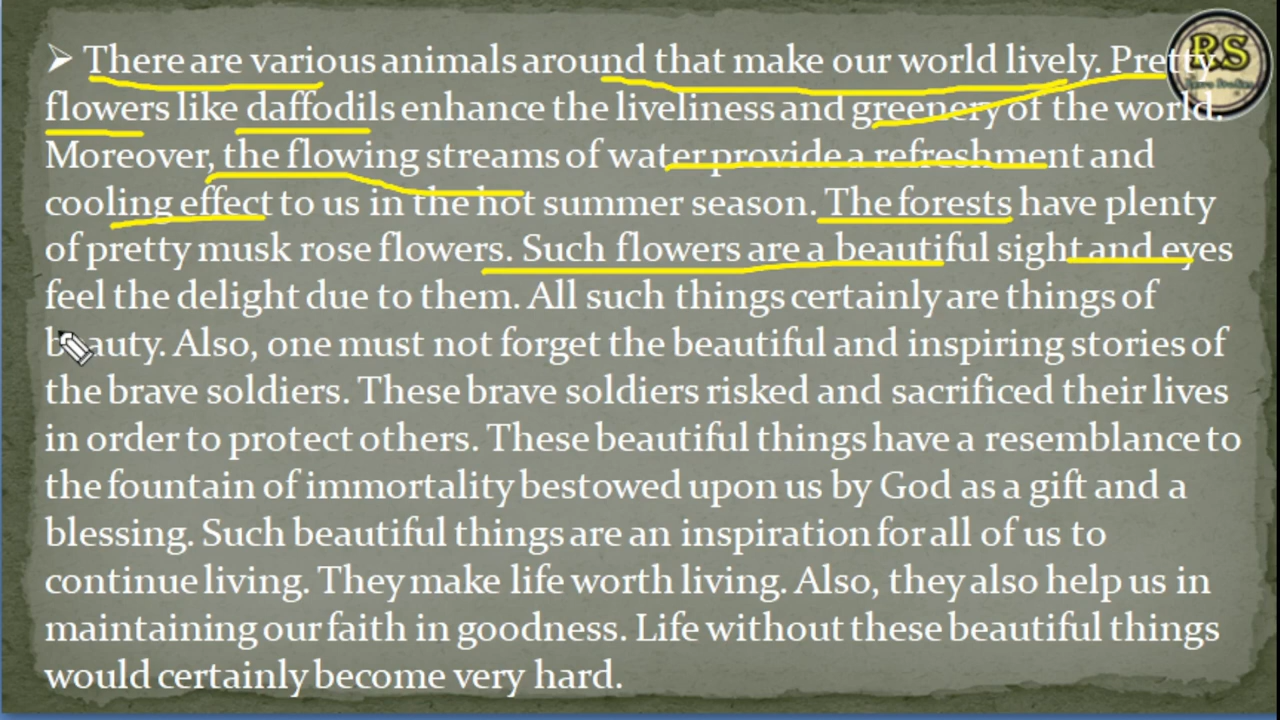 ➢ There are various animals around that make our world lively. Pretty
flowers like daffodils enhance the liveliness and greenery of the world.
Moreover, the flowing streams of water provide a refreshment and
cooling effect to us in the hot summer season. The forests have plenty
of pretty musk rose flowers. Such flowers are a beautiful sight and eyes
feel the delight due to them. All such things certainly are things of
beauty. Also, one must not forget the beautiful and inspiring stories of
the brave soldiers. These brave soldiers risked and sacrificed their lives
in order to protect others. These beautiful things have a resemblance to
the fountain of immortality bestowed upon us by God as a gift and a
blessing. Such beautiful things are an inspiration for all of us to
continue living. They make life worth living. Also, they also help us in
maintaining our faith in goodness. Life without these beautiful things
would certainly become very hard.
RS